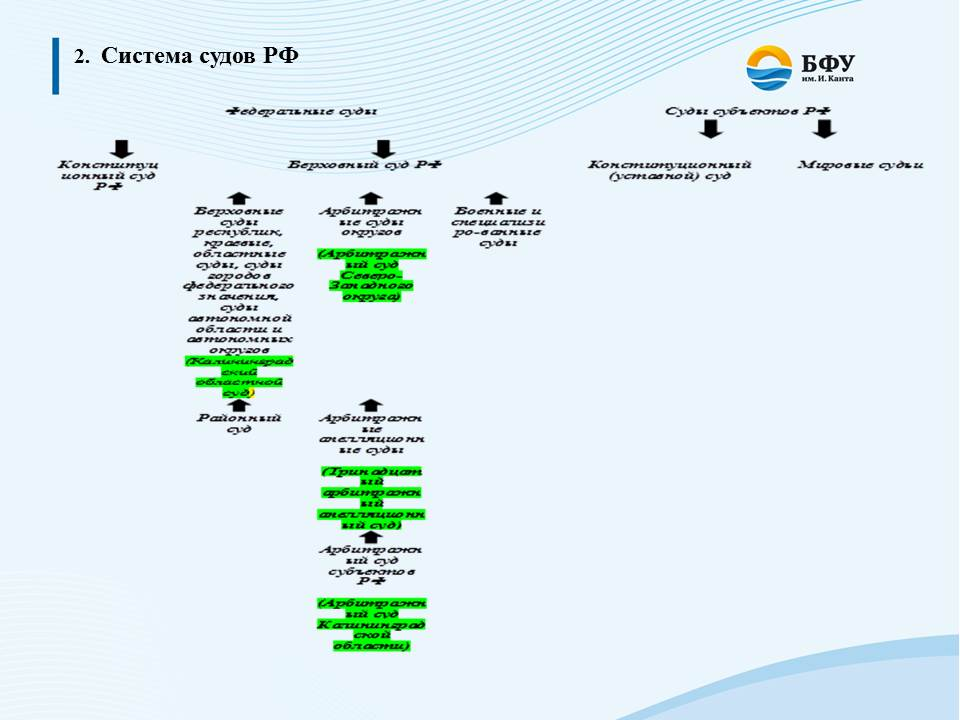 2. Система судов РФ
БФУ
им. И. Канта
Федеральные суды
Суды субъектов РФ
Конституц
ионный суд
РФ
Верховный суд РФ
Конституционный
(уставной) суд
Мировые судьи
Верховные
суды
республик,
краевые,
областные
суды, суды
городов
федерального
значения,
суды
автономной
области и
автономных
округов
(Калининград
ский
областной
суд)
Арбитражн
ые суды
округов
(Арбитражн
ый суд
Северо-
Западного
округа)
Военные и
специализи
ро-ванные
суды
Районный
суд
Арбитражн
ые
апелляционн
ые суды
(Тринадцат
ый
арбитражн
ый
апелляционн
ый суд)
Арбитражн
ый суд
субъектов
РФ
(Арбитражн
ый суд
Калининград
ской
области)